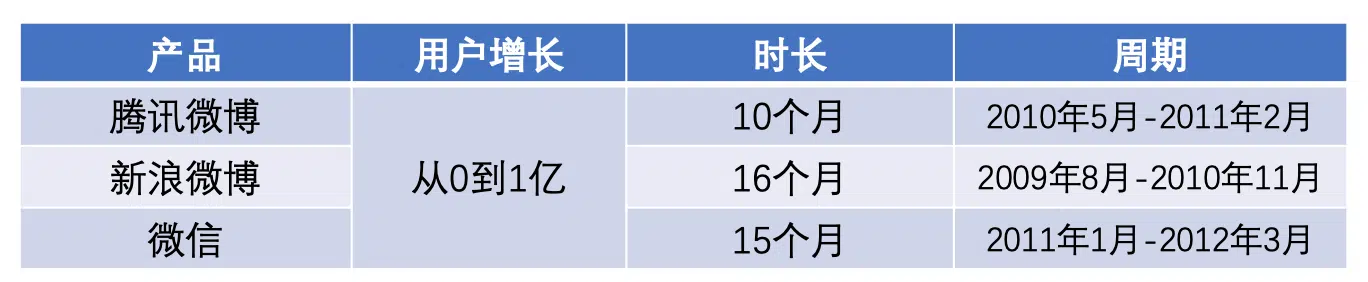 产品 用户增长 时长 周期
腾讯微博 10个月 2010年5月-2011年2月
新浪微博 从0到1亿 16个月 2009年8月-2010年11月
微信 15个月 2011年1月-2012年3月